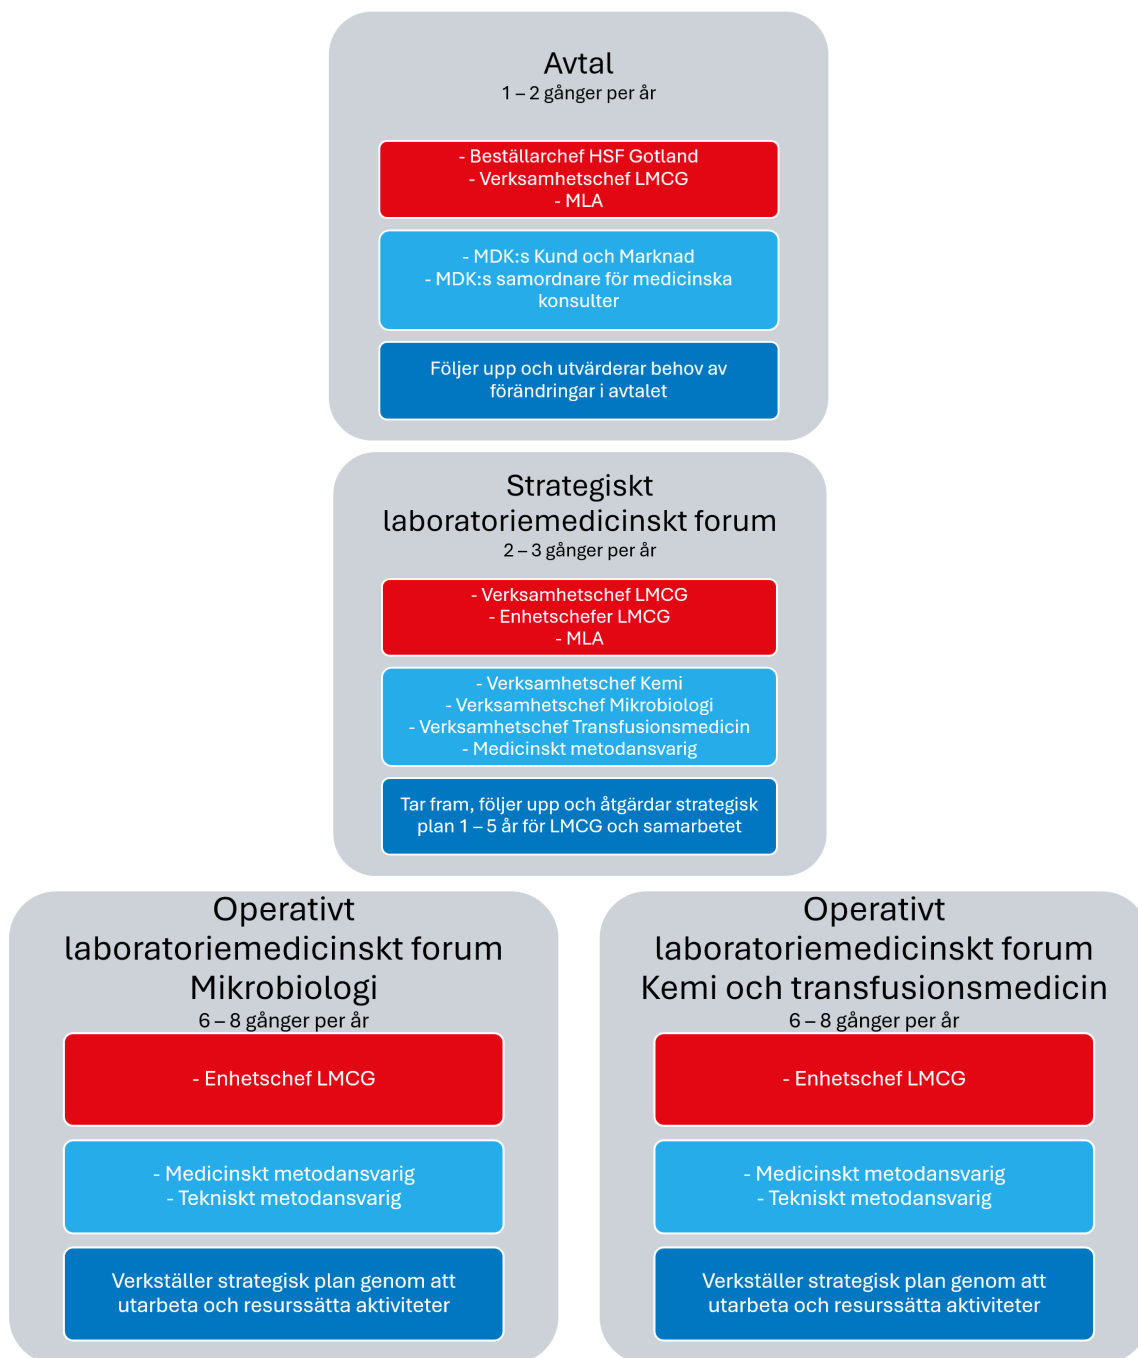 Avtal
1 – 2 gånger per år
- Beställarchef HSF Gotland
- Verksamhetschef LMCG
- MLA
- MDK:s Kund och Marknad
- MDK:s samordnare för medicinska
konsulter
Följer upp och utvärderar behov av
förändringar i avtalet
Strategiskt
laboratoriemedicinskt forum
2 – 3 gånger per år
- Verksamhetschef LMCG
- Enhetschefer LMCG
- MLA
- Verksamhetschef Kemi
- Verksamhetschef Mikrobiologi
- Verksamhetschef Transfusionsmedicin
- Medicinskt metodansvarig
Tar fram, följer upp och åtgärdar strategisk
plan 1 – 5 år för LMCG och samarbetet
Operativt
laboratoriemedicinskt forum
Mikrobiologi
6 – 8 gånger per år
- Enhetschef LMCG
- Medicinskt metodansvarig
- Tekniskt metodansvarig
Verkställer strategisk plan genom att
utarbeta och resurssätta aktiviteter
Operativt
laboratoriemedicinskt forum
Kemi och transfusionsmedicin
6 – 8 gånger per år
- Enhetschef LMCG
- Medicinskt metodansvarig
- Tekniskt metodansvarig
Verkställer strategisk plan genom att
utarbeta och resurssätta aktiviteter